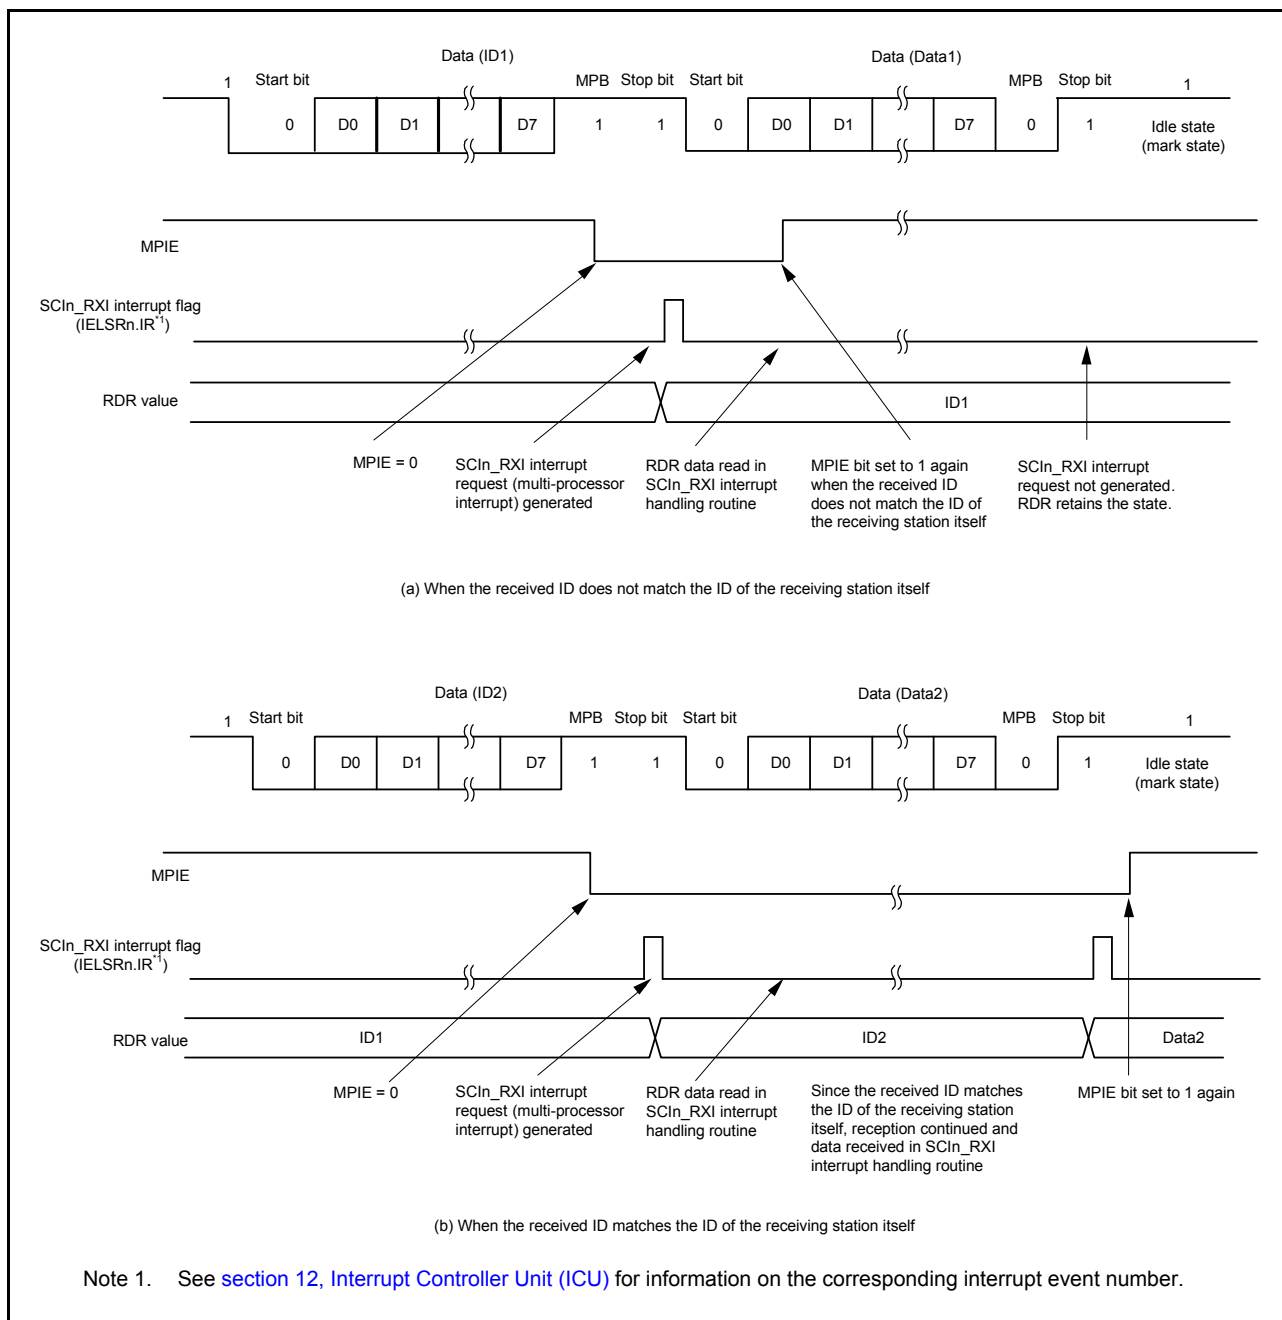 Data (ID1)
Data (Data1)
1 Start bit MPB Stop bit Start bit MPB Stop bit 1
0 D0 D1 D7 1 1 0 D0 D1 D7 0 1 Idle state
(mark state)
MPIE
SCIn_RXI interrupt flag
(IELSRn.IR*1)
RDR value
ID1
MPIE = 0
SCIn_RXI interrupt
request (multi-processor
interrupt) generated
RDR data read in
SCIn_RXI interrupt
handling routine
MPIE bit set to 1 again
when the received ID
does not match the ID of
the receiving station itself
SCIn_RXI interrupt
request not generated.
RDR retains the state.
(a) When the received ID does not match the ID of the receiving station itself
Data (ID2)
Data (Data2)
1 Start bit MPB Stop bit Start bit MPB Stop bit 1
0 D0 D1 D7 1 1 0 D0 D1 D7 0 1 Idle state
(mark state)
MPIE
SCIn_RXI interrupt flag
(IELSRn.IR*1)
RDR value
ID1
ID2
Data2
MPIE = 0
SCIn_RXI interrupt
request (multi-processor
interrupt) generated
RDR data read in
SCIn_RXI interrupt
handling routine
Since the received ID matches
the ID of the receiving station
itself, reception continued and
data received in SCIn_RXI
interrupt handling routine
MPIE bit set to 1 again
(b) When the received ID matches the ID of the receiving station itself
Note 1. See section 12, Interrupt Controller Unit (ICU) for information on the corresponding interrupt event number.